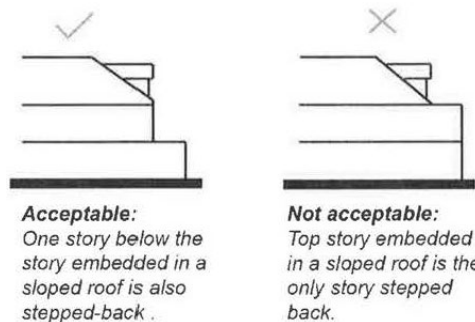 Acceptable:
One story below the
story embedded in a
sloped roof is also
stepped-back .
Not acceptable:
Top story embedded
in a sloped roof is the
only story stepped
back.